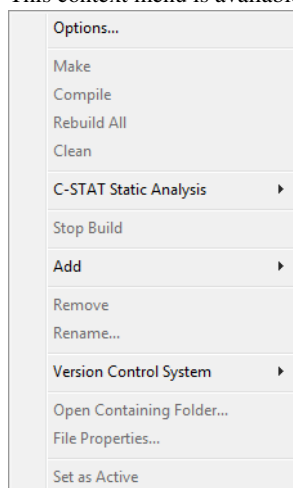 This context menu is available
Options...
Make
Compile
Rebuild All
Clean
C-STAT Static Analysis
Stop Build
Add
Remove
Rename...
Version Control System
Open Containing Folder...
File Properties...
Set as Active